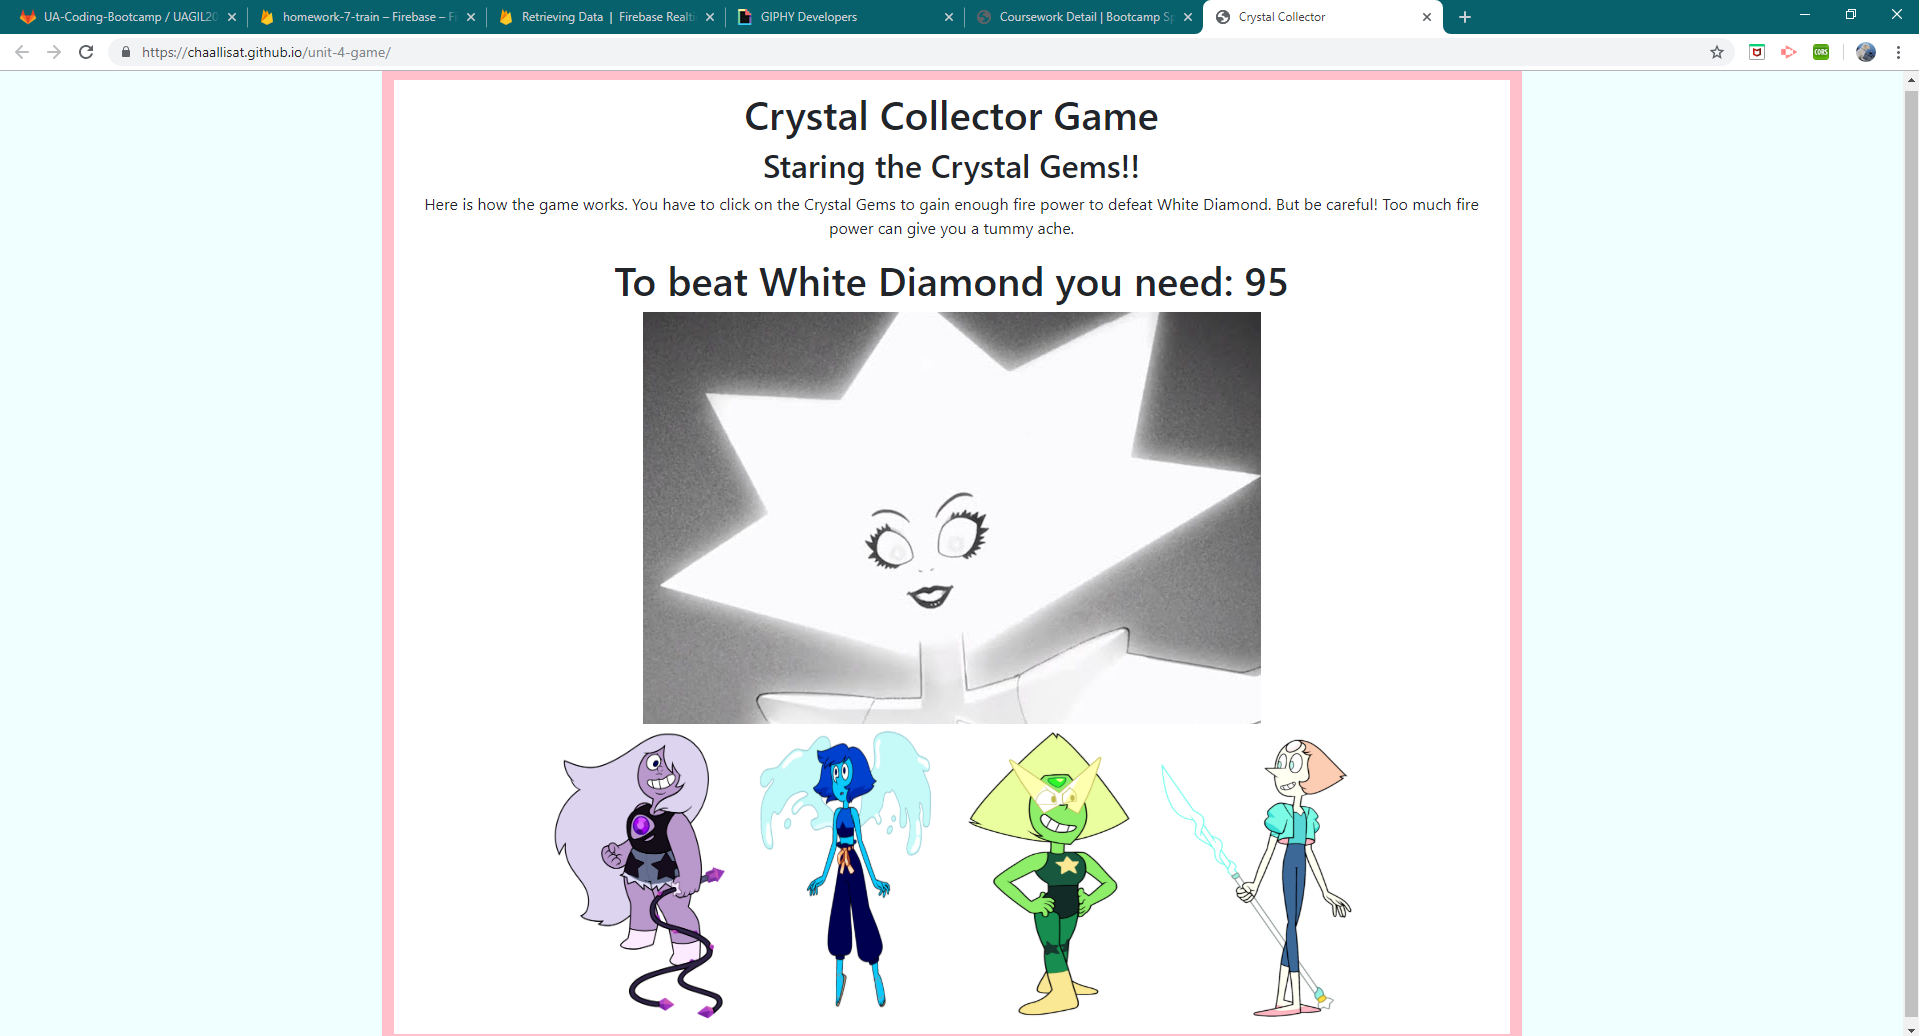 UA-Coding-Bootcamp / UAGIL20
homework-7-train – Firebase – Fi
Retrieving Data | Firebase Realti
GIPHY Developers
Coursework Detail | Bootcamp Sp
Crystal Collector
https://chaallisat.github.io/unit-4-game/
CORS
Crystal Collector Game
Staring the Crystal Gems!!
Here is how the game works. You have to click on the Crystal Gems to gain enough fire power to defeat White Diamond. But be careful! Too much fire
power can give you a tummy ache.
To beat White Diamond you need: 95